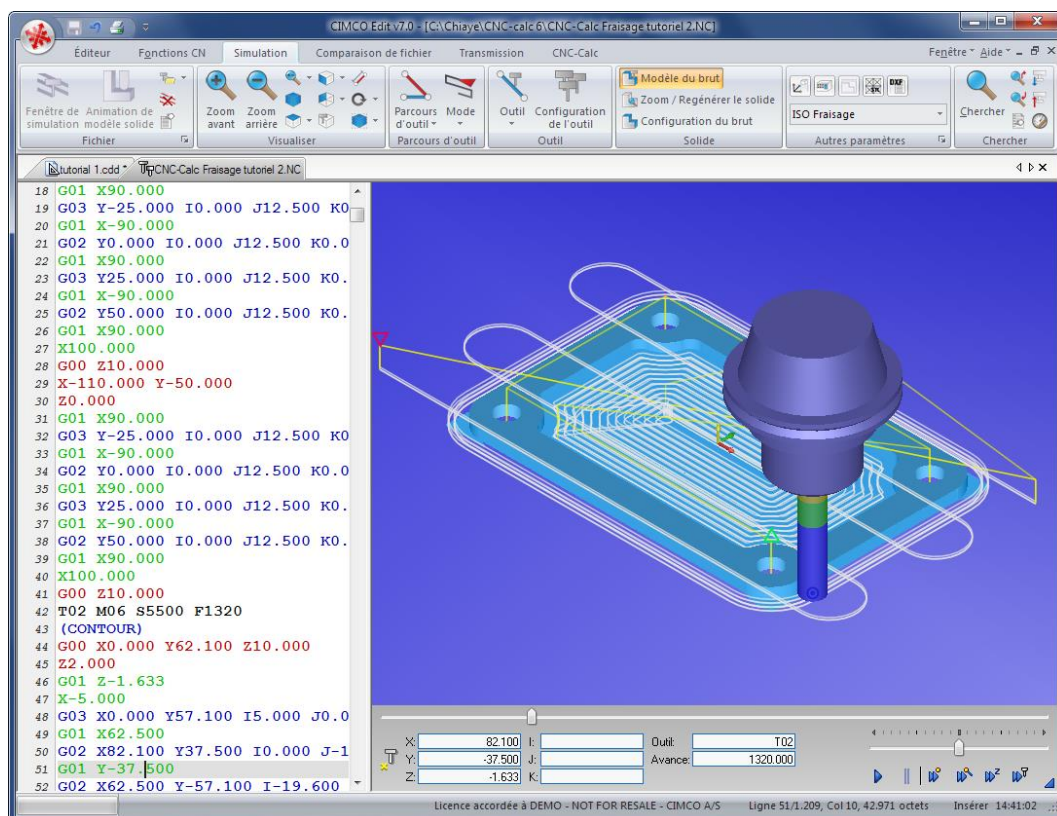 CIMCO Edit v7.0 - [C:\Chiaye\CNC-calc 6\CNC-Calc Fraisage tutoriel 2.NC]
Éditeur Fonctions CN Simulation Comparaison de fichier Transmission CNC-Calc Fenêtre Aide
Fenêtre de simulation
Animation modèle solide
Fichier
Zoom avant
Zoom arrière
Visualiser
Parcours d'outil
Mode
Parcours d'outil
Outil
Configuration de l'outil
Outil
Modèle du brut
Zoom / Regénérer le solide
Configuration du brut
Solide
DXF
ISO Fraisage
Autres paramètres
Chercher
Chercher
tutorial 1.cdd * CNC-Calc Fraisage tutoriel 2.NC
18 G01 X90.000
19 G03 Y-25.000 I0.000 J12.500 K0
20 G01 X-90.000
21 G02 Y0.000 I0.000 J12.500 K0.0
22 G01 X90.000
23 G03 Y25.000 I0.000 J12.500 K0.
24 G01 X-90.000
25 G02 Y50.000 I0.000 J12.500 K0.
26 G01 X90.000
27 X100.000
28 G00 Z10.000
29 X-110.000 Y-50.000
30 Z0.000
31 G01 X90.000
32 G03 Y-25.000 I0.000 J12.500 K0
33 G01 X-90.000
34 G02 Y0.000 I0.000 J12.500 K0.0
35 G01 X90.000
36 G03 Y25.000 I0.000 J12.500 K0.
37 G01 X-90.000
38 G02 Y50.000 I0.000 J12.500 K0.
39 G01 X90.000
40 X100.000
41 G00 Z10.000
42 T02 M06 S5500 F1320
43 (CONTOUR)
44 G00 X0.000 Y62.100 Z10.000
45 Z2.000
46 G01 Z-1.633
47 X-5.000
48 G03 X0.000 Y57.100 I5.000 J0.0
49 G01 X62.500
50 G02 X82.100 Y37.500 I0.000 J-1
51 G01 Y-37.500
52 G02 X62.500 Y-57.100 I-19.600
X: 82.100 I: Outil: T02
Y: -37.500 J: Avance: 1320.000
Z: -1.633 K:
Licence accordée à DEMO - NOT FOR RESALE - CIMCO A/S Ligne 51/1.209, Col 10, 42.971 octets Insérer 14:41:02